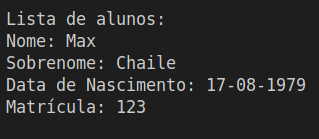 Lista de alunos:
Nome: Max
Sobrenome: Chaile
Data de Nascimento: 17-08-1979
Matrícula: 123